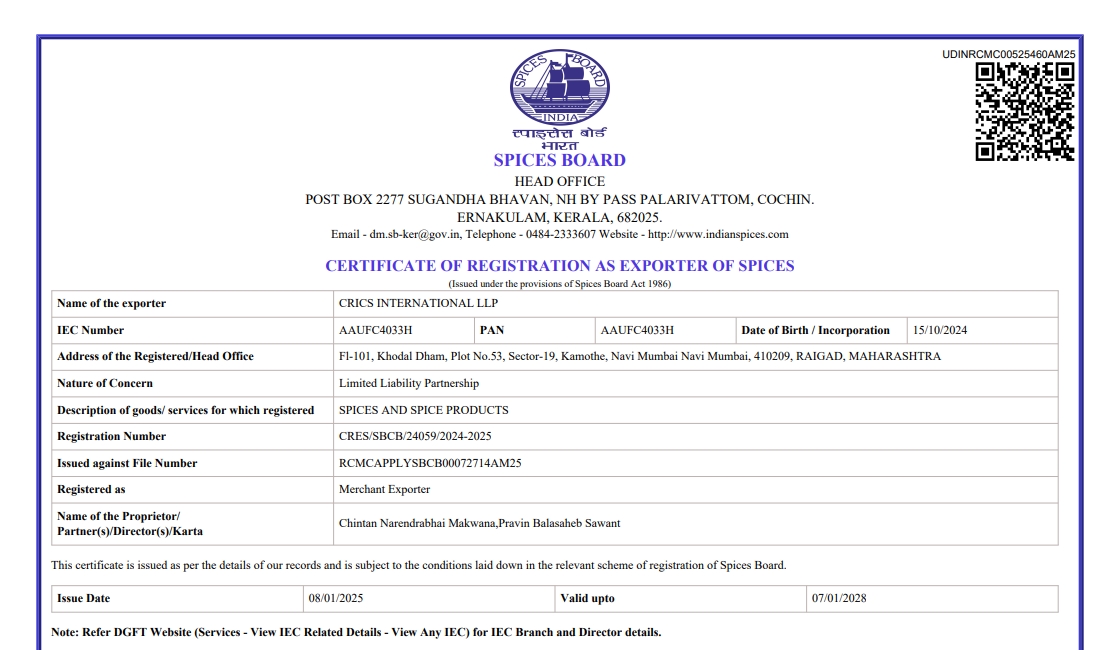 UDINRCMC00525460AM25
SPICES BOARD
INDIA
स्पाइसेस बोर्ड
भारत
SPICES BOARD
HEAD OFFICE
POST BOX 2277 SUGANDHA BHAVAN, NH BY PASS PALARIVATTOM, COCHIN.
ERNAKULAM, KERALA, 682025.
Email - dm.sb-ker@gov.in, Telephone - 0484-2333607 Website - http://www.indianspices.com
CERTIFICATE OF REGISTRATION AS EXPORTER OF SPICES
(Issued under the provisions of Spices Board Act 1986)
Name of the exporter CRICS INTERNATIONAL LLP
IEC Number AAUFC4033H PAN AAUFC4033H Date of Birth / Incorporation 15/10/2024
Address of the Registered/Head Office Fl-101, Khodal Dham, Plot No.53, Sector-19, Kamothe, Navi Mumbai Navi Mumbai, 410209, RAIGAD, MAHARASHTRA
Nature of Concern Limited Liability Partnership
Description of goods/ services for which registered SPICES AND SPICE PRODUCTS
Registration Number CRES/SBCB/24059/2024-2025
Issued against File Number RCMCAPPLYSBCB00072714AM25
Registered as Merchant Exporter
Name of the Proprietor/
Partner(s)/Director(s)/Karta Chintan Narendrabhai Makwana,Pravin Balasaheb Sawant
This certificate is issued as per the details of our records and is subject to the conditions laid down in the relevant scheme of registration of Spices Board.
Issue Date 08/01/2025 Valid upto 07/01/2028
Note: Refer DGFT Website (Services - View IEC Related Details - View Any IEC) for IEC Branch and Director details.